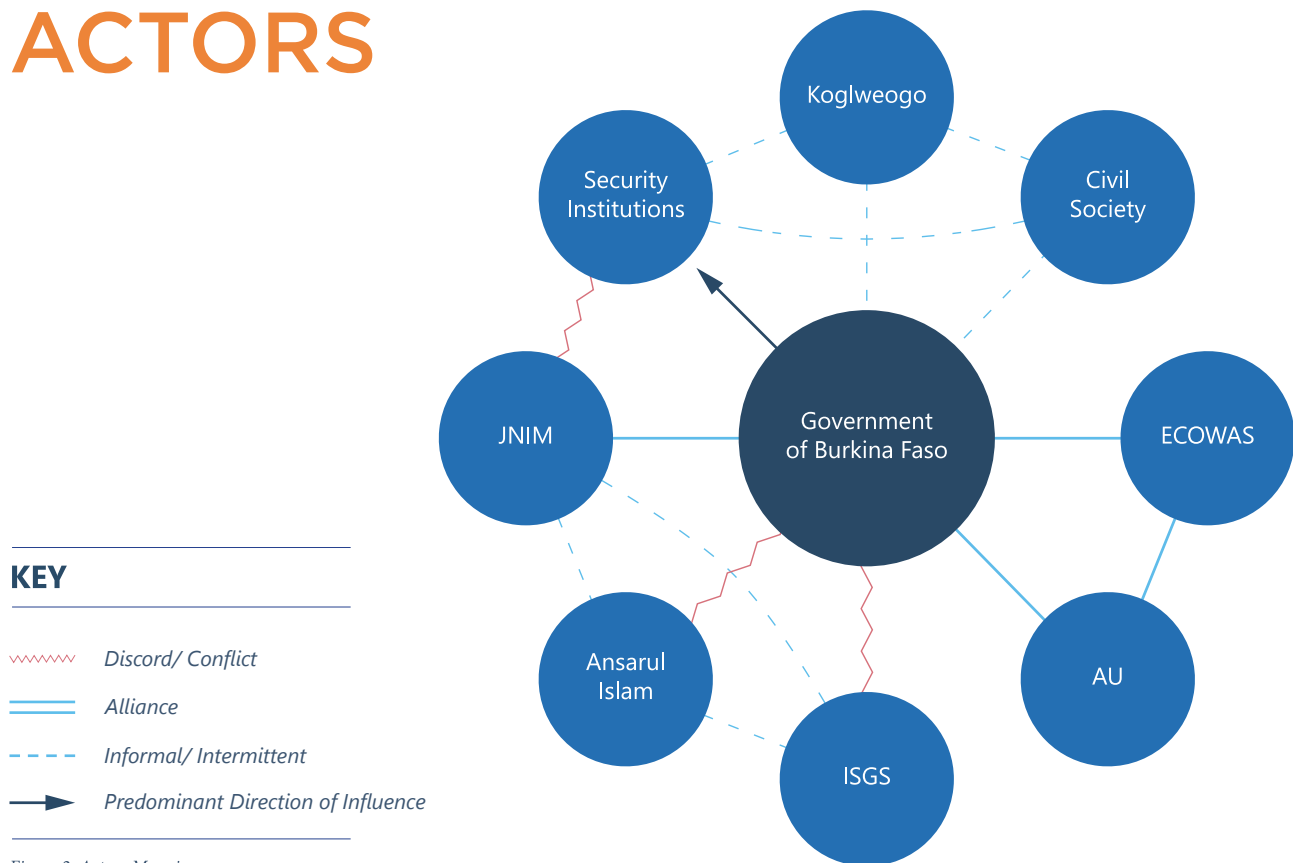 ACTORS
Koglweogo
Security
Institutions
Civil
Society
JNIM
Government
of Burkina Faso
ECOWAS
Ansarul
Islam
AU
ISGS
KEY
Discord/ Conflict
Alliance
Informal/ Intermittent
Predominant Direction of Influence